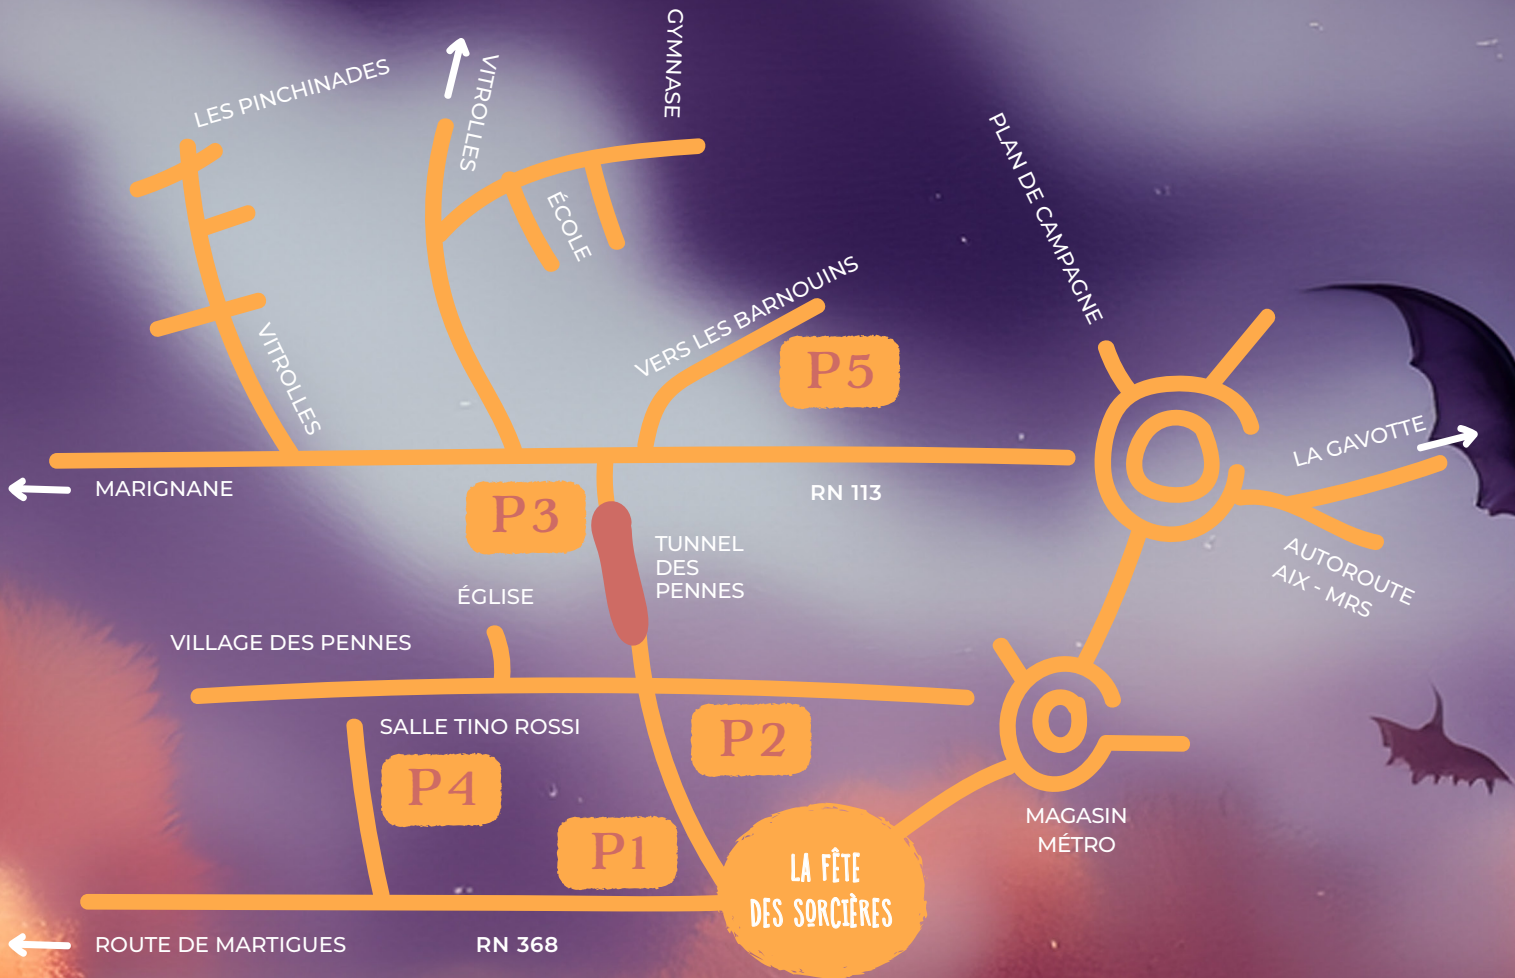 GYMNASE
LES PINCHINADES
VITROLLES
PLAN DE CAMPAGNE
ÉCOLE
VERS LES BARNOUINS
VITROLLES
P5
LA GAVOTTE
MARIGNANE
RN 113
P3
TUNNEL
DES
PENNES
AUTOROUTE
AIX - MRS
ÉGLISE
VILLAGE DES PENNES
SALLE TINO ROSSI
P2
P4
P1
MAGASIN
MÉTRO
LA FÊTE
DES SORCIÈRES
ROUTE DE MARTIGUES
RN 368